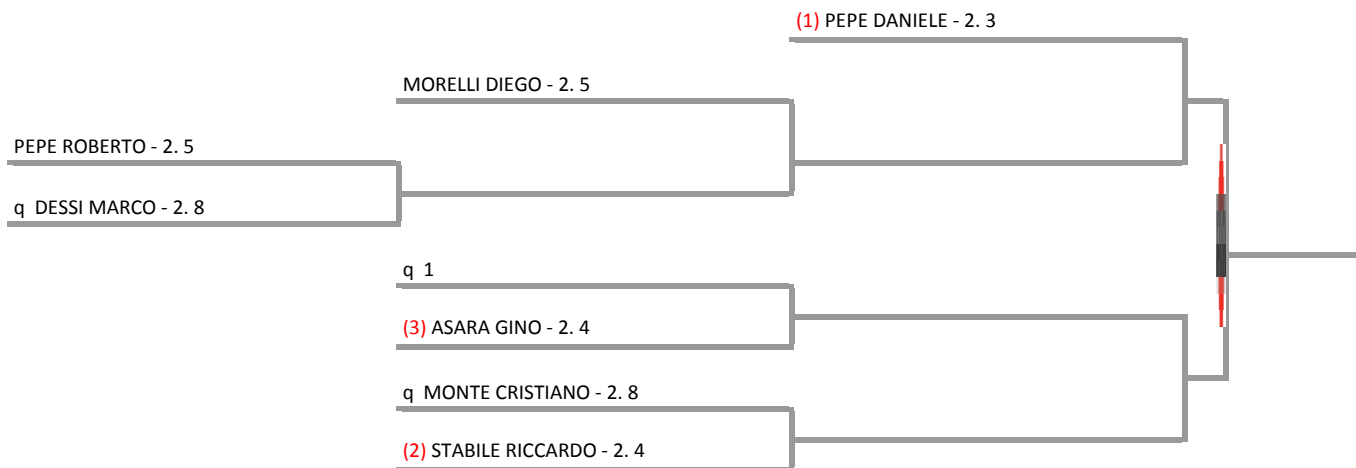 (1) PEPE DANIELE - 2. 3
MORELLI DIEGO - 2. 5
PEPE ROBERTO - 2. 5
q DESSI MARCO - 2. 8
q 1
(3) ASARA GINO - 2. 4
q MONTE CRISTIANO - 2. 8
(2) STABILE RICCARDO - 2. 4